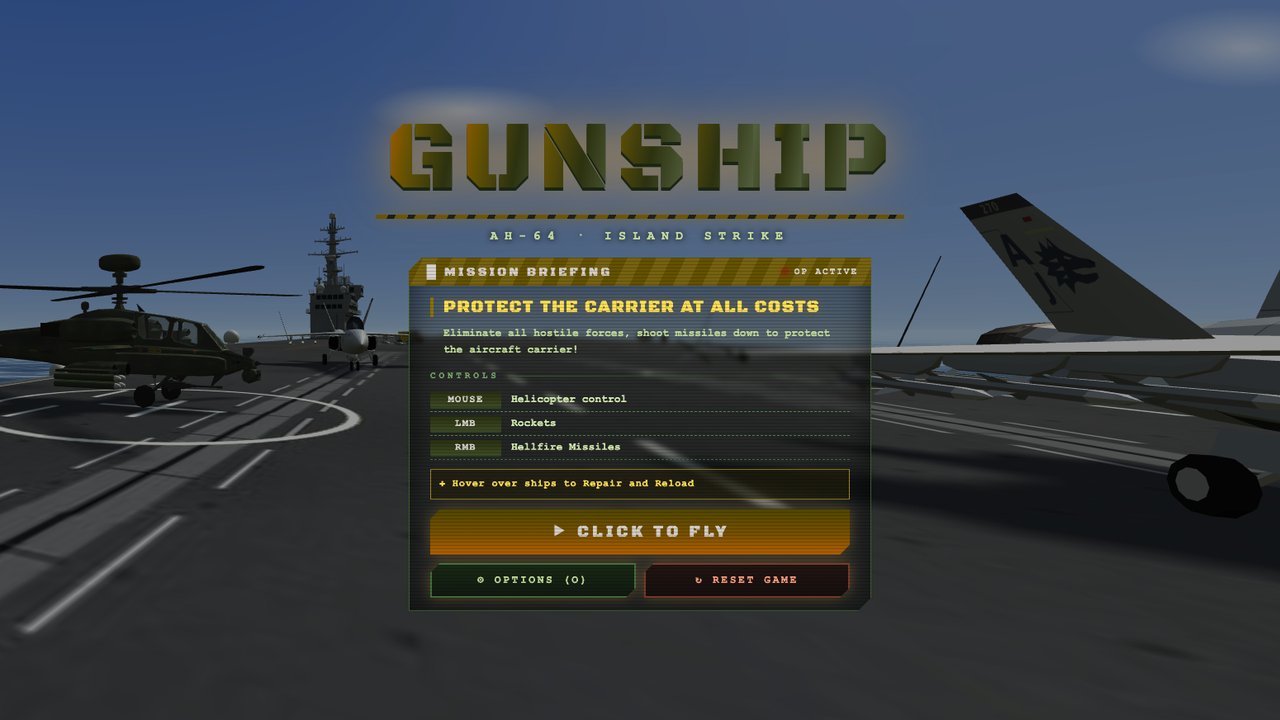 GUNSHIP
AH-64 · ISLAND STRIKE
MISSION BRIEFING
OP ACTIVE
PROTECT THE CARRIER AT ALL COSTS
Eliminate all hostile forces, shoot missiles down to protect
the aircraft carrier!
CONTROLS
MOUSE Helicopter control
LMB Rockets
RMB Hellfire Missiles
+ Hover over ships to Repair and Reload
▶ CLICK TO FLY
⚙ OPTIONS (O)
↻ RESET GAME
270
AJ